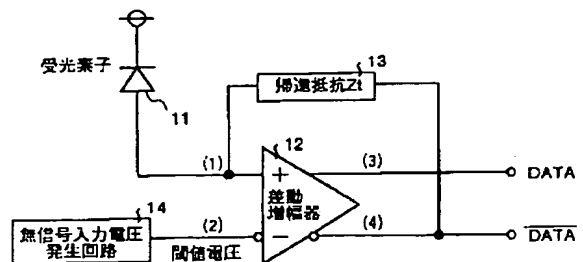 受光素子
11
13
帰還抵抗Zt
12
(1)
+
差動
増幅器
(3)
DATA
14
無信号入力電圧
発生回路
(2)
閾値電圧
−
(4)
DATA